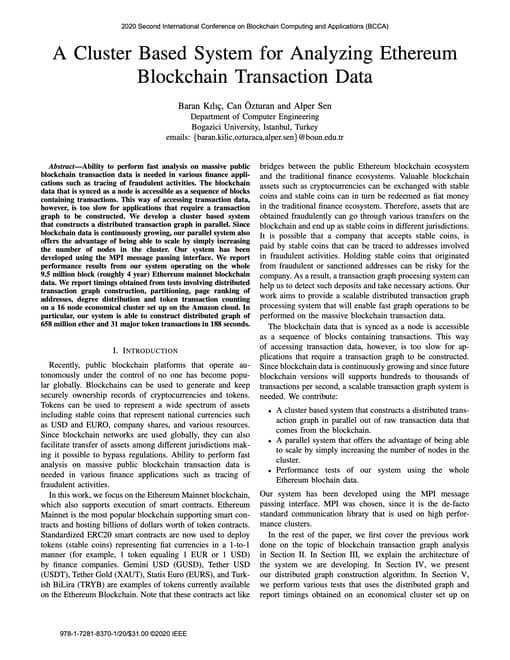 2020 Second International Conference on Blockchain Computing and Applications (BCCA)
A Cluster Based System for Analyzing Ethereum
Blockchain Transaction Data
Baran Kılıç, Can Özturan and Alper Sen
Department of Computer Engineering
Bogazici University, Istanbul, Turkey
emails: {baran.kilic,ozturaca,alper.sen}@boun.edu.tr
Abstract—Ability to perform fast analysis on massive public
blockchain transaction data is needed in various finance appli-
cations such as tracing of fraudulent activities. The blockchain
data that is synced as a node is accessible as a sequence of blocks
containing transactions. This way of accessing transaction data,
however, is too slow for applications that require a transaction
graph to be constructed. We develop a cluster based system
that constructs a distributed transaction graph in parallel. Since
blockchain data is continuously growing, our parallel system also
offers the advantage of being able to scale by simply increasing
the number of nodes in the cluster. Our system has been
developed using the MPI message passing interface. We report
performance results from our system operating on the whole
9.5 million block (roughly 4 year) Ethereum mainnet blockchain
data. We report timings obtained from tests involving distributed
transaction graph construction, partitioning, page ranking of
addresses, degree distribution and token transaction counting
on a 16 node economical cluster set up on the Amazon cloud. In
particular, our system is able to construct distributed graph of
658 million ether and 31 major token transactions in 188 seconds.
I. INTRODUCTION
Recently, public blockchain platforms that operate au-
tonomously under the control of no one has become popu-
lar globally. Blockchains can be used to generate and keep
securely ownership records of cryptocurrencies and tokens.
Tokens can be used to represent a wide spectrum of assets
including stable coins that represent national currencies such
as USD and EURO, company shares, and various resources.
Since blockchain networks are used globally, they can also
facilitate transfer of assets among different jurisdictions mak-
ing it possible to bypass regulations. Ability to perform fast
analysis on massive public blockchain transaction data is
needed in various finance applications such as tracing of
fraudulent activities.
In this work, we focus on the Ethereum Mainnet blockchain,
which also supports execution of smart contracts. Ethereum
Mainnet is the most popular blockchain supporting smart con-
tracts and hosting billions of dollars worth of token contracts.
Standardized ERC20 smart contracts are now used to deploy
tokens (stable coins) representing fiat currencies in a 1-to-1
manner (for example, 1 token equaling 1 EUR or 1 USD)
by finance companies. Gemini USD (GUSD), Tether USD
(USDT), Tether Gold (XAUT), Statis Euro (EURS), and Turk-
ish BiLira (TRYB) are examples of tokens currently available
on the Ethereum Blockchain. Note that these contracts act like
bridges between the public Ethereum blockchain ecosystem
and the traditional finance ecosystems. Valuable blockchain
assets such as cryptocurrencies can be exchanged with stable
coins and stable coins can in turn be redeemed as fiat money
in the traditional finance ecosystem. Therefore, assets that are
obtained fraudulently can go through various transfers on the
blockchain and end up as stable coins in different jurisdictions.
It is possible that a company that accepts stable coins, is
paid by stable coins that can be traced to addresses involved
in fraudulent activities. Holding stable coins that originated
from fraudulent or sanctioned addresses can be risky for the
company. As a result, a transaction graph procesing system can
help us to detect such deposits and take necessary actions. Our
work aims to provide a scalable distributed transaction graph
processing system that will enable fast graph operations to be
performed on the massive blockchain transaction data.
The blockchain data that is synced as a node is accessible
as a sequence of blocks containing transactions. This way
of accessing transaction data, however, is too slow for ap-
plications that require a transaction graph to be constructed.
Since blockchain data is continuously growing and since future
blockchain versions will supports hundreds to thousands of
transactions per second, a scalable transaction graph system is
needed. We contribute:
• A cluster based system that constructs a distributed trans-
action graph in parallel out of raw transaction data that
comes from the blockchain.
• A parallel system that offers the advantage of being able
to scale by simply increasing the number of nodes in the
cluster.
• Performance tests of our system using the whole
Ethereum blochain data.
Our system has been developed using the MPI message
passing interface. MPI was chosen, since it is the de-facto
standard communication library that is used on high perfor-
mance clusters.
In the rest of the paper, we first cover the previous work
done on the topic of blockchain transaction graph analysis
in Section II. In Section III, we explain the architecture of
the system we are developing. In Section IV, we present
our distributed graph construction algorithm. In Section V,
we perform various tests that uses the distributed graph and
report timings obtained on an economical cluster set up on
978-1-7281-8370-1/20/$31.00 ©2020 IEEE